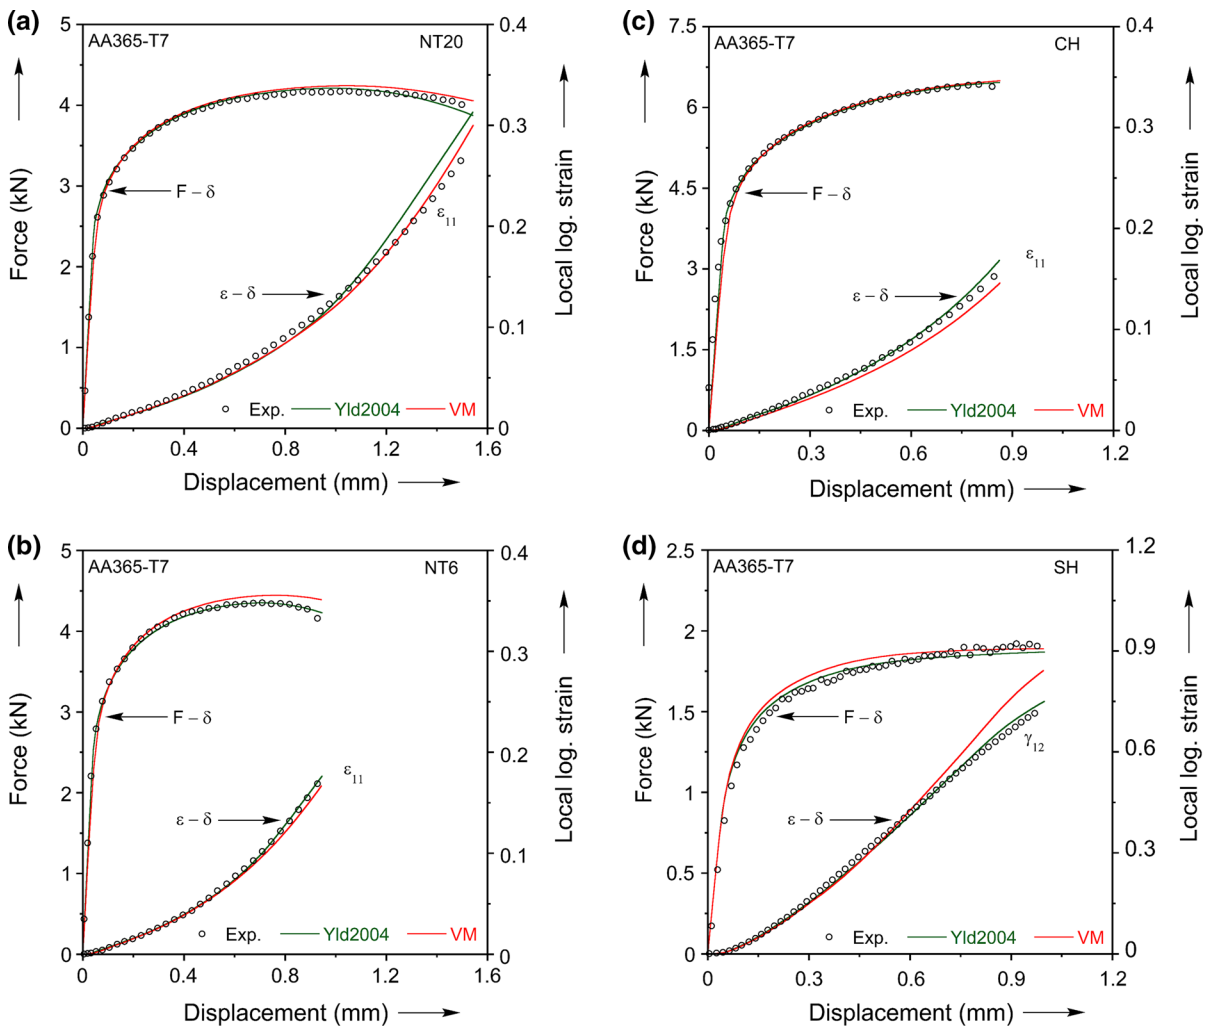 (a)
AA365-T7 NT20
5 0.4
4 0.3
3 0.2
2 0.1
1 0
0
0 0.4 0.8 1.2 1.6
Force (kN)
Local log. strain
F – δ
ε11
ε – δ
Exp. Yld2004 VM
Displacement (mm)
(c)
AA365-T7 CH
7.5 0.4
6 0.3
4.5 0.2
3 0.1
1.5 0
0
0 0.3 0.6 0.9 1.2
Force (kN)
Local log. strain
F – δ
ε11
ε – δ
Exp. Yld2004 VM
Displacement (mm)
(b)
AA365-T7 NT6
5 0.4
4 0.3
3 0.2
2 0.1
1 0
0
0 0.4 0.8 1.2 1.6
Force (kN)
Local log. strain
F – δ
ε11
ε – δ
Exp. Yld2004 VM
Displacement (mm)
(d)
AA365-T7 SH
2.5 1.2
2 0.9
1.5 0.6
1 0.3
0.5 0
0
0 0.3 0.6 0.9 1.2
Force (kN)
Local log. strain
F – δ
γ12
ε – δ
Exp. Yld2004 VM
Displacement (mm)